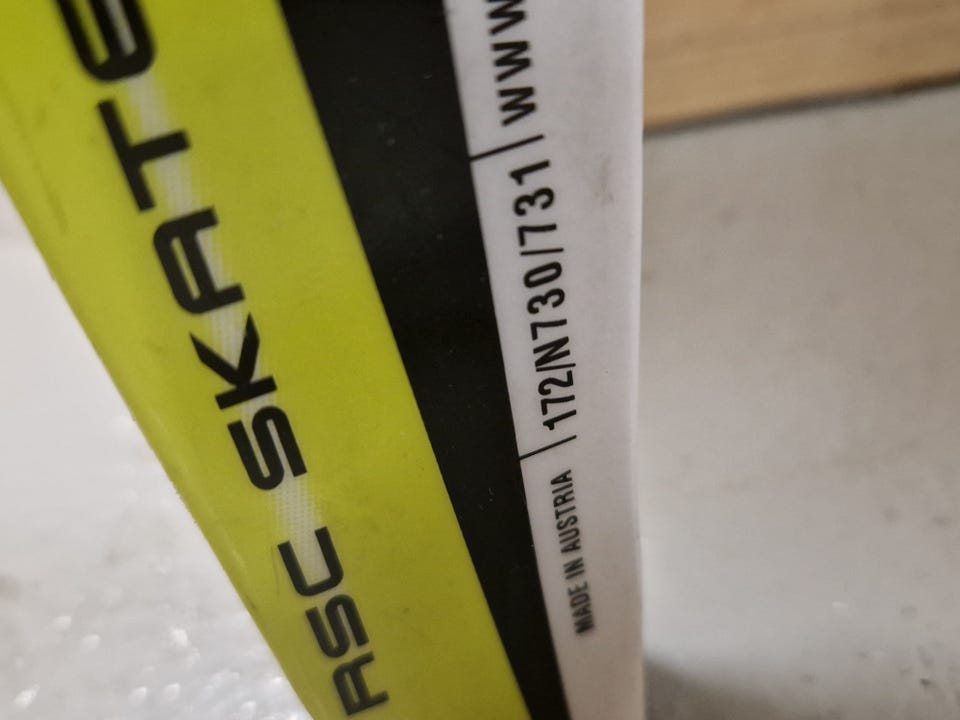 RSC SKATE
MADE IN AUSTRIA | 172/N730/731 | WWW